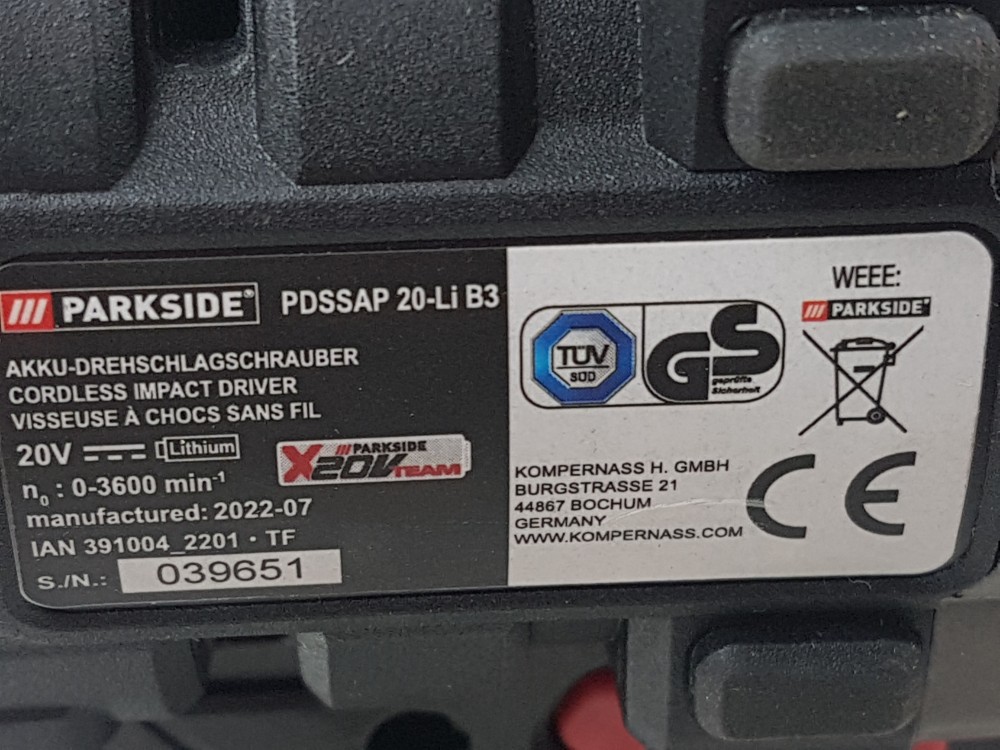 PARKSIDE® PDSSAP 20-Li B3
AKKU-DREHSCHLAGSCHRAUBER
CORDLESS IMPACT DRIVER
VISSEUSE À CHOCS SANS FIL
20V Lithium
PARKSIDE
X20V TEAM
n₀ : 0-3600 min⁻¹
manufactured: 2022-07
IAN 391004_2201 • TF
S./N.: 039651
TÜV
SÜD
GS
geprüfte
Sicherheit
WEEE:
PARKSIDE®
KOMPERNASS H. GMBH
BURGSTRASSE 21
44867 BOCHUM
GERMANY
WWW.KOMPERNASS.COM
CE